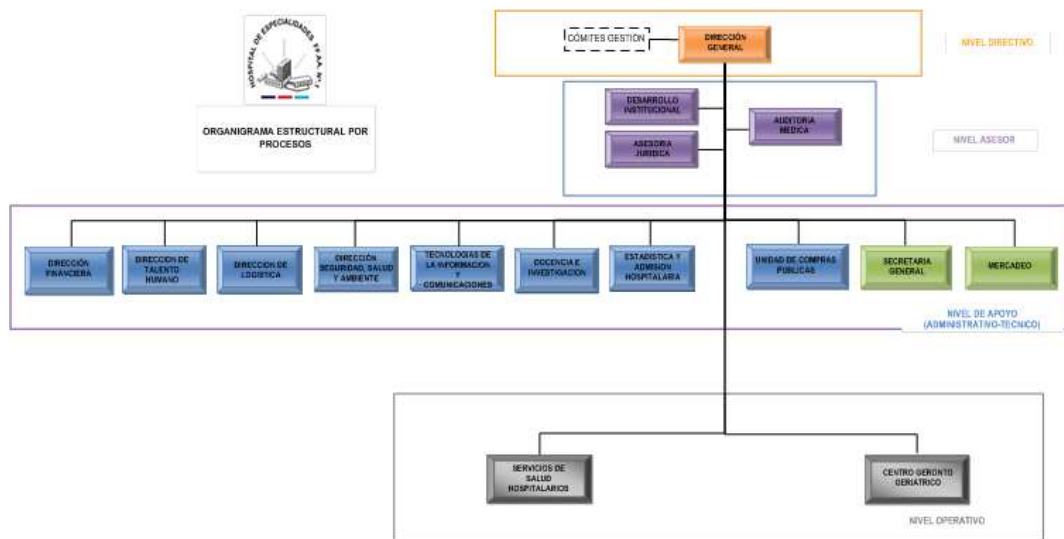 HOSPITAL DE ESPECIALIDADES FF.AA. Nº.1
ORGANIGRAMA ESTRUCTURAL POR
PROCESOS
CÓMITES GESTIÓN
DIRECCIÓN
GENERAL
NIVEL DIRECTIVO
DESARROLLO
INSTITUCIONAL
AUDITORIA
MEDICA
ASESORIA
JURIDICA
NIVEL ASESOR
DIRECCIÓN
FINANCIERA
DIRECCION DE
TALENTO
HUMANO
DIRECCION DE
LOGISTICA
DIRECCIÓN
SEGURIDAD, SALUD
Y AMBIENTE
TECNOLOGIAS DE
LA INFORMACION
Y
COMUNICACIONES
DOCENCIA E
INVESTIGACION
ESTADISTICA Y
ADMISION
HOSPITALARIA
UNIDAD DE COMPRAS
PUBLICAS
SECRETARIA
GENERAL
MERCADEO
NIVEL DE APOYO
(ADMINISTRATIVO-TECNICO)
SERVICIOS DE
SALUD
HOSPITALARIOS
CENTRO GERONTO
GERIATRICO
NIVEL OPERATIVO